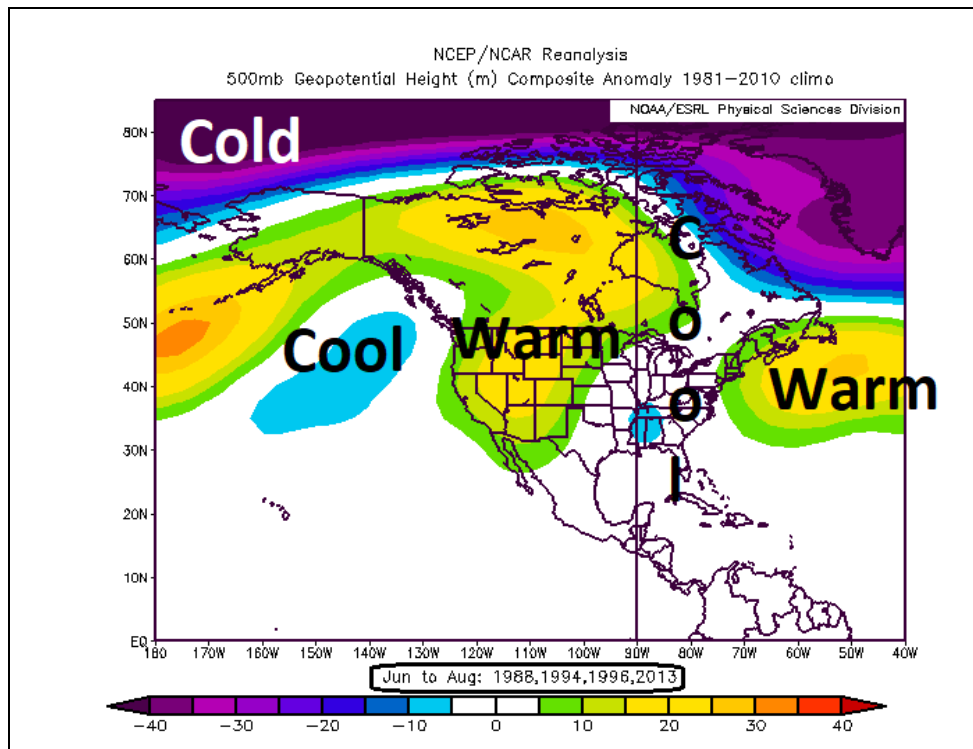 NCEP/NCAR Reanalysis
500mb Geopotential Height (m) Composite Anomaly 1981-2010 climo
NOAA/ESRL Physical Sciences Division
80N
Cold
70N
60N
C
50N
Cool
Warm
o
40N
Warm
o
30N
l
20N
10N
EQ
180 170W 160W 150W 140W 130W 120W 110W 100W 90W 80W 70W 60W 50W 40W
Jun to Aug: 1988,1994,1996,2013
-40 -30 -20 -10 0 10 20 30 40